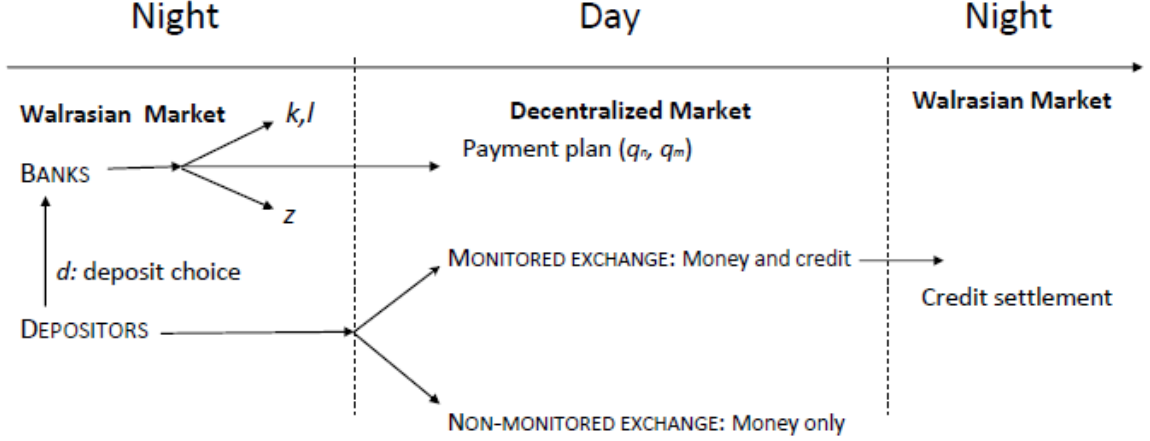 Night
Day
Night
Walrasian Market
Decentralized Market
Walrasian Market
k,l
Payment plan (qn, qm)
BANKS
z
d: deposit choice
MONITORED EXCHANGE: Money and credit
Credit settlement
DEPOSITORS
NON-MONITORED EXCHANGE: Money only